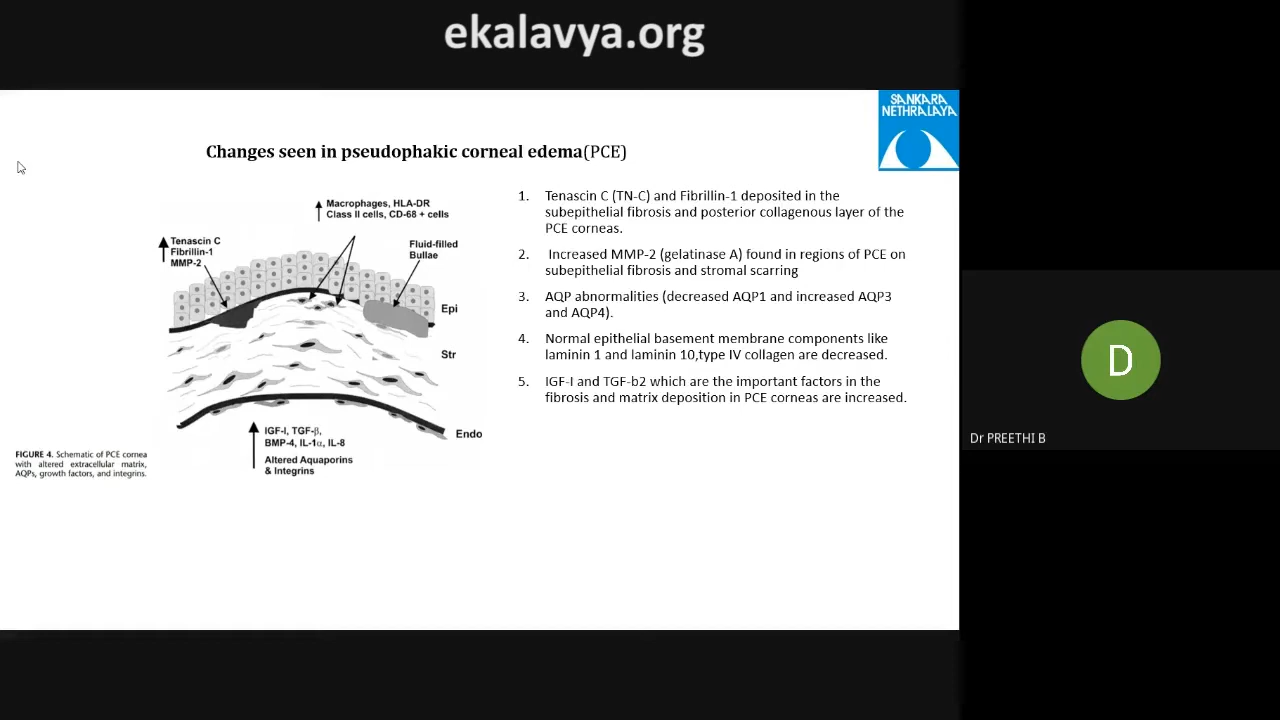 ekalavya.org
SANKARA
NETHRALAYA
Changes seen in pseudophakic corneal edema(PCE)
Macrophages, HLA-DR
Class II cells, CD-68 + cells
Tenascin C
Fibrillin-1
MMP-2
Fluid-filled
Bullae
Epi
Str
Endo
IGF-I, TGF-β,
BMP-4, IL-1α, IL-8
Altered Aquaporins
& Integrins
FIGURE 4. Schematic of PCE cornea
with altered extracellular matrix,
AQPs, growth factors, and integrins.
1. Tenascin C (TN-C) and Fibrillin-1 deposited in the
subepithelial fibrosis and posterior collagenous layer of the
PCE corneas.
2. Increased MMP-2 (gelatinase A) found in regions of PCE on
subepithelial fibrosis and stromal scarring
3. AQP abnormalities (decreased AQP1 and increased AQP3
and AQP4).
4. Normal epithelial basement membrane components like
laminin 1 and laminin 10,type IV collagen are decreased.
5. IGF-I and TGF-b2 which are the important factors in the
fibrosis and matrix deposition in PCE corneas are increased.
D
Dr PREETHI B